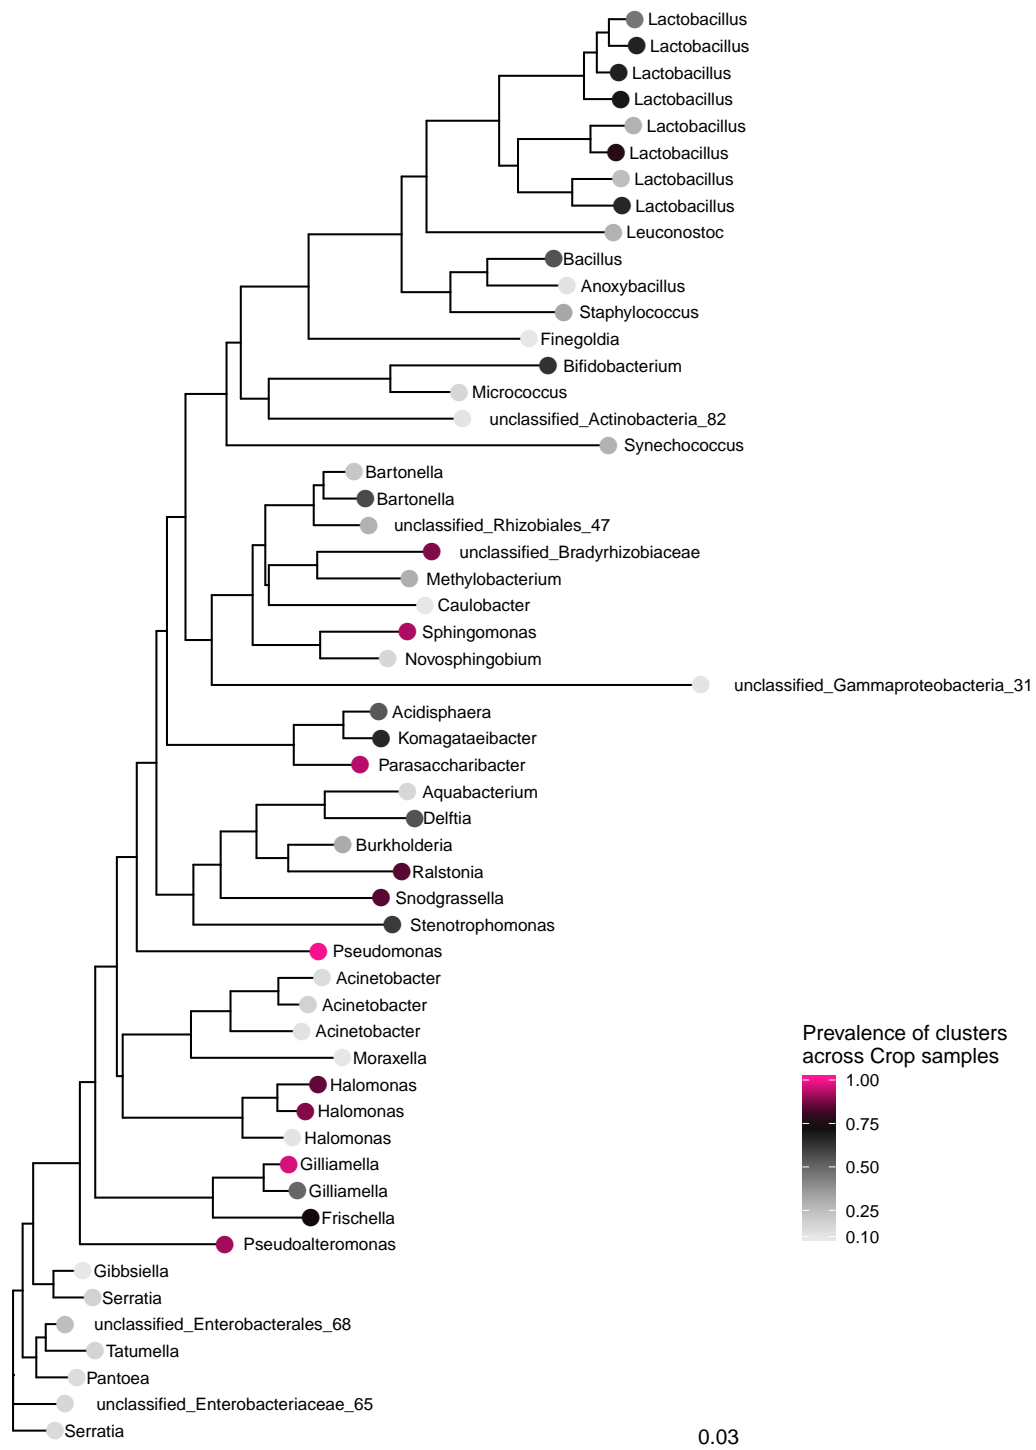 Lactobacillus
Lactobacillus
Lactobacillus
Lactobacillus
Lactobacillus
Lactobacillus
Lactobacillus
Lactobacillus
Leuconostoc
Bacillus
Anoxybacillus
Staphylococcus
Finegoldia
Bifidobacterium
Micrococcus
unclassified_Actinobacteria_82
Synechococcus
Bartonella
Bartonella
unclassified_Rhizobiales_47
unclassified_Bradyrhizobiaceae
Methylobacterium
Caulobacter
Sphingomonas
Novosphingobium
unclassified_Gammaproteobacteria_31
Acidisphaera
Komagataeibacter
Parasaccharibacter
Aquabacterium
Delftia
Burkholderia
Ralstonia
Snodgrassella
Stenotrophomonas
Pseudomonas
Acinetobacter
Acinetobacter
Acinetobacter
Moraxella
Halomonas
Halomonas
Halomonas
Gilliamella
Gilliamella
Frischella
Pseudoalteromonas
Gibbsiella
Serratia
unclassified_Enterobacterales_68
Tatumella
Pantoea
unclassified_Enterobacteriaceae_65
Serratia
Prevalence of clusters
across Crop samples
1.00
0.75
0.50
0.25
0.10
0.03